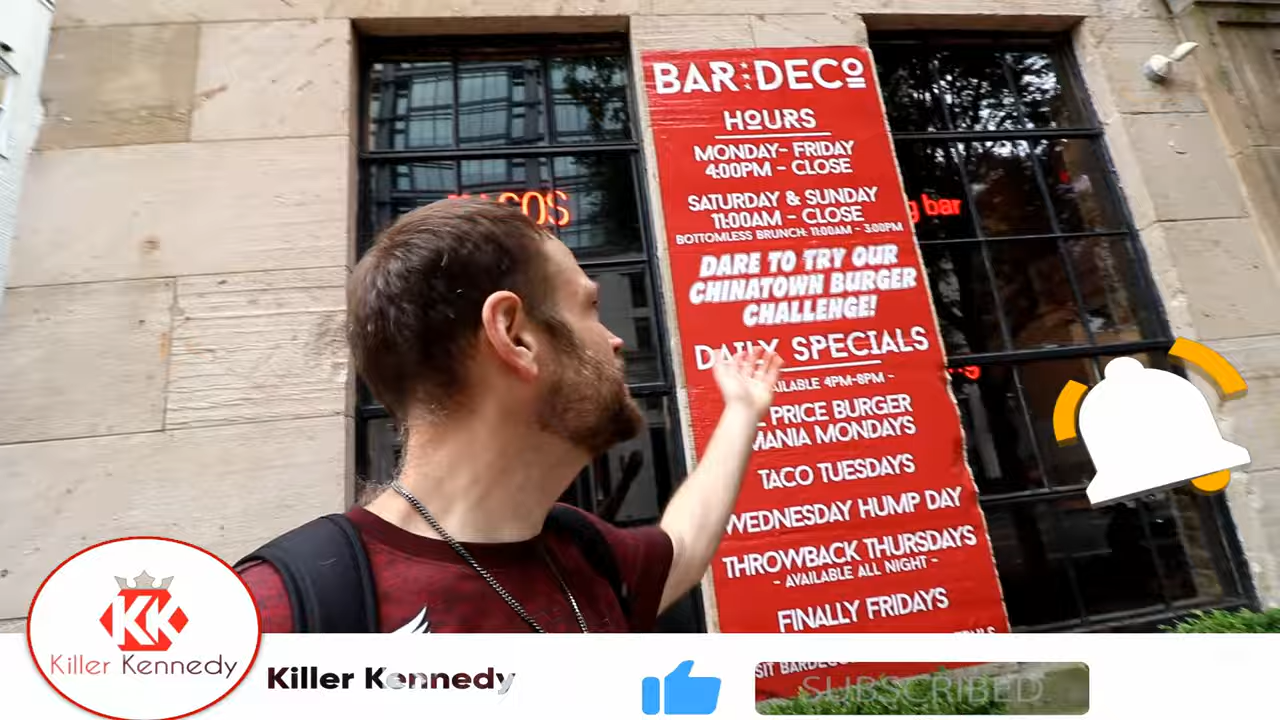 BAR DECO
HOURS
MONDAY- FRIDAY
4:00PM - CLOSE
SATURDAY & SUNDAY
11:00AM - CLOSE
BOTTOMLESS BRUNCH: 11:00AM - 3:00PM
DARE TO TRY OUR
CHINATOWN BURGER
CHALLENGE!
DAILY SPECIALS
4PM-8PM -
PRICE BURGER
MANIA MONDAYS
TACO TUESDAYS
WEDNESDAY HUMP DAY
THROWBACK THURSDAYS
- AVAILABLE ALL NIGHT -
FINALLY FRIDAYS
bar
KK
Killer Kennedy
Killer Kennedy
SUBSCRIBED